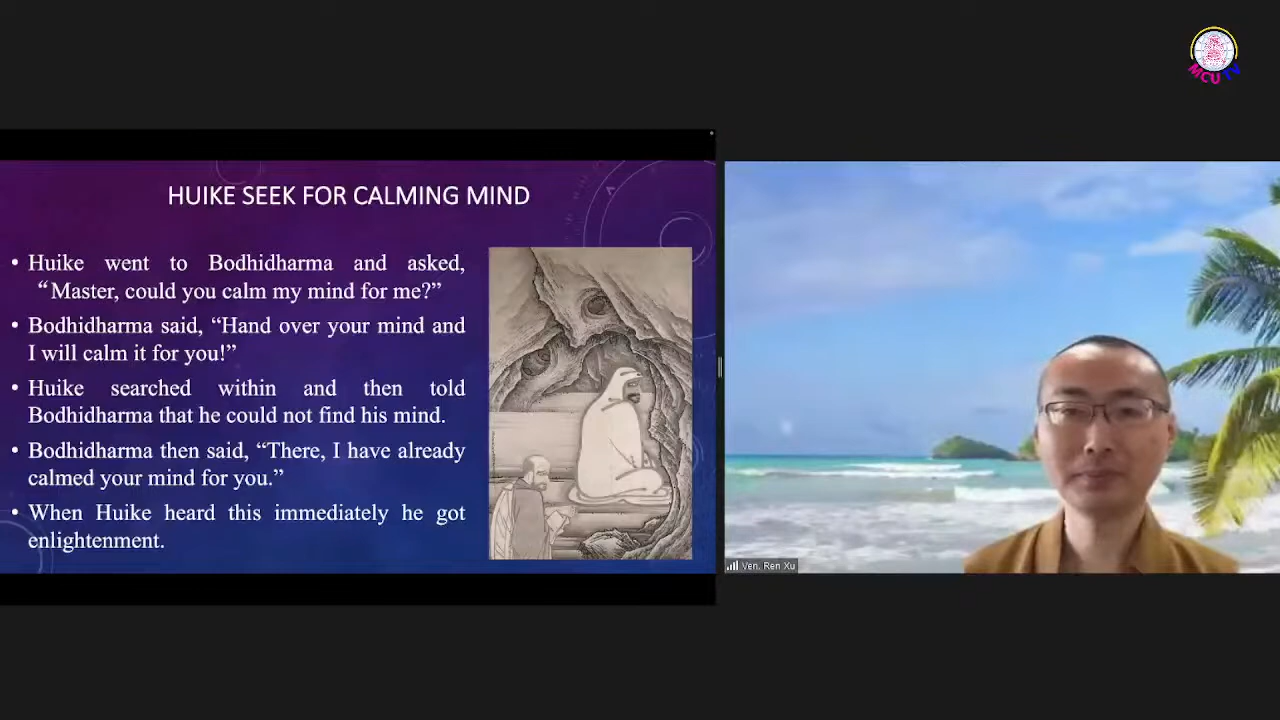 MCU TV
HUIKE SEEK FOR CALMING MIND
• Huike went to Bodhidharma and asked,
“Master, could you calm my mind for me?”
• Bodhidharma said, “Hand over your mind and
I will calm it for you!”
• Huike searched within and then told
Bodhidharma that he could not find his mind.
• Bodhidharma then said, “There, I have already
calmed your mind for you.”
• When Huike heard this immediately he got
enlightenment.
Ven. Ren Xu